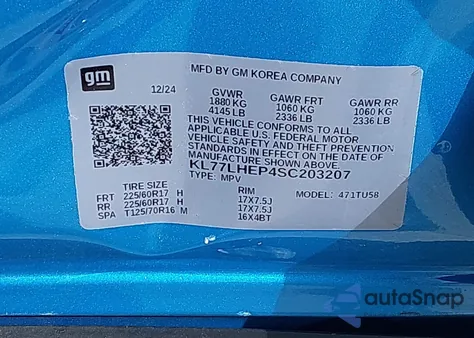 gm
MFD BY GM KOREA COMPANY
12/24
GVWR GAWR FRT GAWR RR
1880 KG 1060 KG 1060 KG
4145 LB 2336 LB 2336 LB
THIS VEHICLE CONFORMS TO ALL
APPLICABLE U.S. FEDERAL MOTOR
VEHICLE SAFETY AND THEFT PREVENTION
STANDARDS IN EFFECT ON THE DATE OF
MANUFACTURE SHOWN ABOVE.
KL77LHEP4SC203207
TYPE: MPV MODEL: 471TU58
TIRE SIZE RIM
FRT 225/60R17 H 17X7.5J
RR 225/60R17 H 17X7.5J
SPA T125/70R16 M 16X4BT
autoSnap